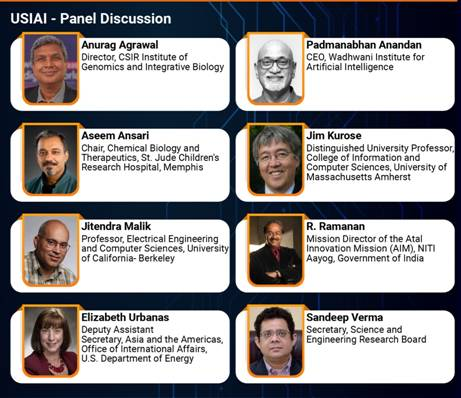 USIAI - Panel Discussion
Anurag Agrawal
Director, CSIR Institute of
Genomics and Integrative Biology
Padmanabhan Anandan
CEO, Wadhwani Institute for
Artificial Intelligence
Aseem Ansari
Chair, Chemical Biology and
Therapeutics, St. Jude Children's
Research Hospital, Memphis
Jim Kurose
Distinguished University Professor,
College of Information and
Computer Sciences, University of
Massachusetts Amherst
Jitendra Malik
Professor, Electrical Engineering
and Computer Sciences, University
of California- Berkeley
R. Ramanan
Mission Director of the Atal
Innovation Mission (AIM), NITI
Aayog, Government of India
Elizabeth Urbanas
Deputy Assistant
Secretary, Asia and the Americas,
Office of International Affairs,
U.S. Department of Energy
Sandeep Verma
Secretary, Science and
Engineering Research Board